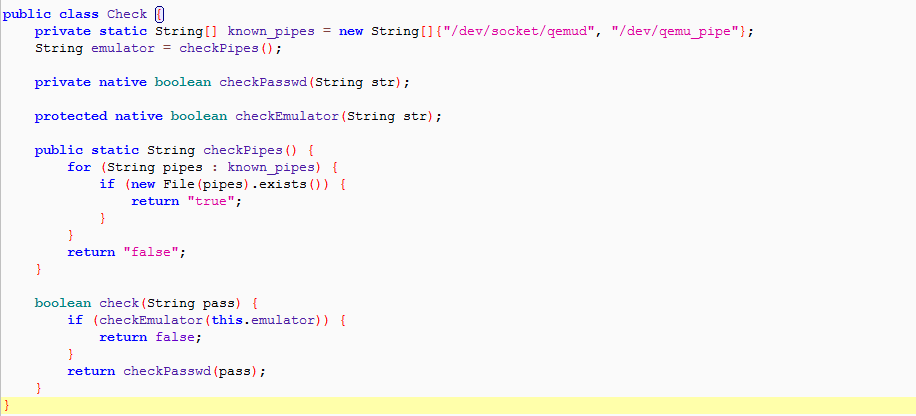 public class Check {
    private static String[] known_pipes = new String[]{"/dev/socket/qemud", "/dev/qemu_pipe"};
    String emulator = checkPipes();

    private native boolean checkPasswd(String str);

    protected native boolean checkEmulator(String str);

    public static String checkPipes() {
        for (String pipes : known_pipes) {
            if (new File(pipes).exists()) {
                return "true";
            }
        }
        return "false";
    }

    boolean check(String pass) {
        if (checkEmulator(this.emulator)) {
            return false;
        }
        return checkPasswd(pass);
    }
}